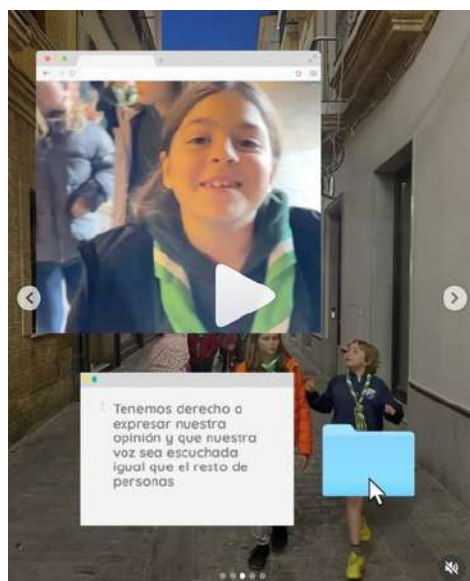 Tenemos derecho a
expresar nuestra
opinión y que nuestra
voz sea escuchada
igual que el resto de
personas